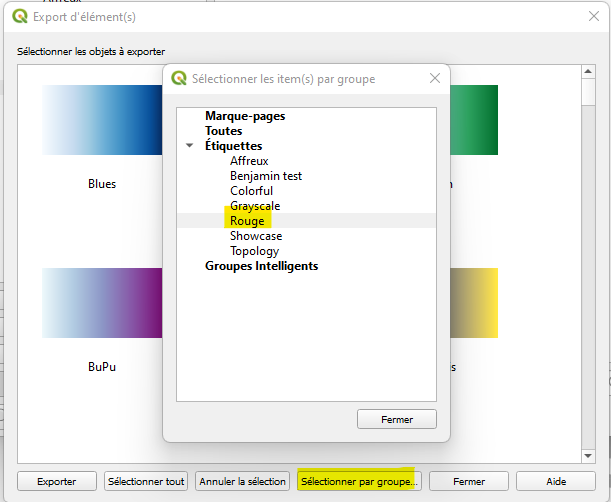 Export d'élément(s)
Sélectionner les objets à exporter
Sélectionner les item(s) par groupe
Marque-pages
Toutes
Étiquettes
Affreux
Benjamin test
Colorful
Grayscale
Rouge
Showcase
Topology
Groupes Intelligents
Fermer
Blues
BuPu
Exporter
Sélectionner tout
Annuler la sélection
Sélectionner par groupe...
Fermer
Aide